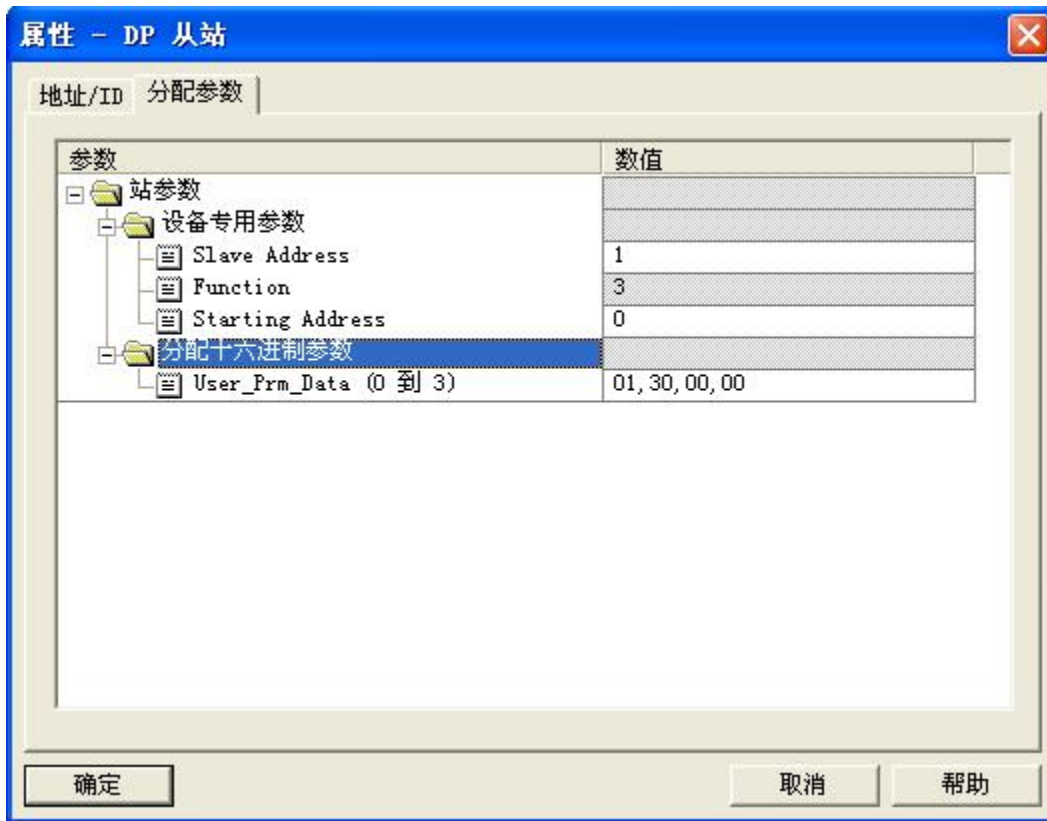 属性 - DP 从站
地址/ID 分配参数
参数 数值
站参数
设备专用参数
Slave Address 1
Function 3
Starting Address 0
分配十六进制参数
User_Prm_Data (0 到 3) 01,30,00,00
确定 取消 帮助